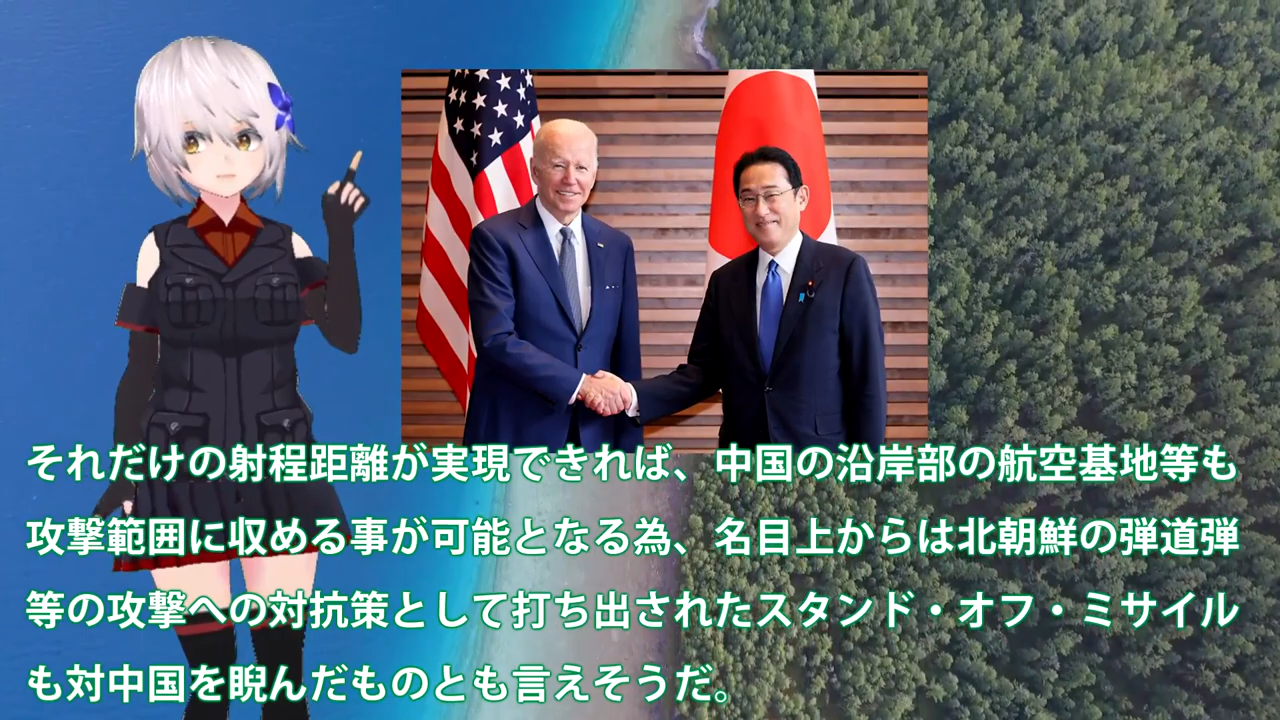 それだけの射程距離が実現できれば、中国の沿岸部の航空基地等も
攻撃範囲に収める事が可能となる為、名目上からは北朝鮮の弾道弾
等の攻撃への対抗策として打ち出されたスタンド・オフ・ミサイル
も対中国を睨んだものとも言えそうだ。